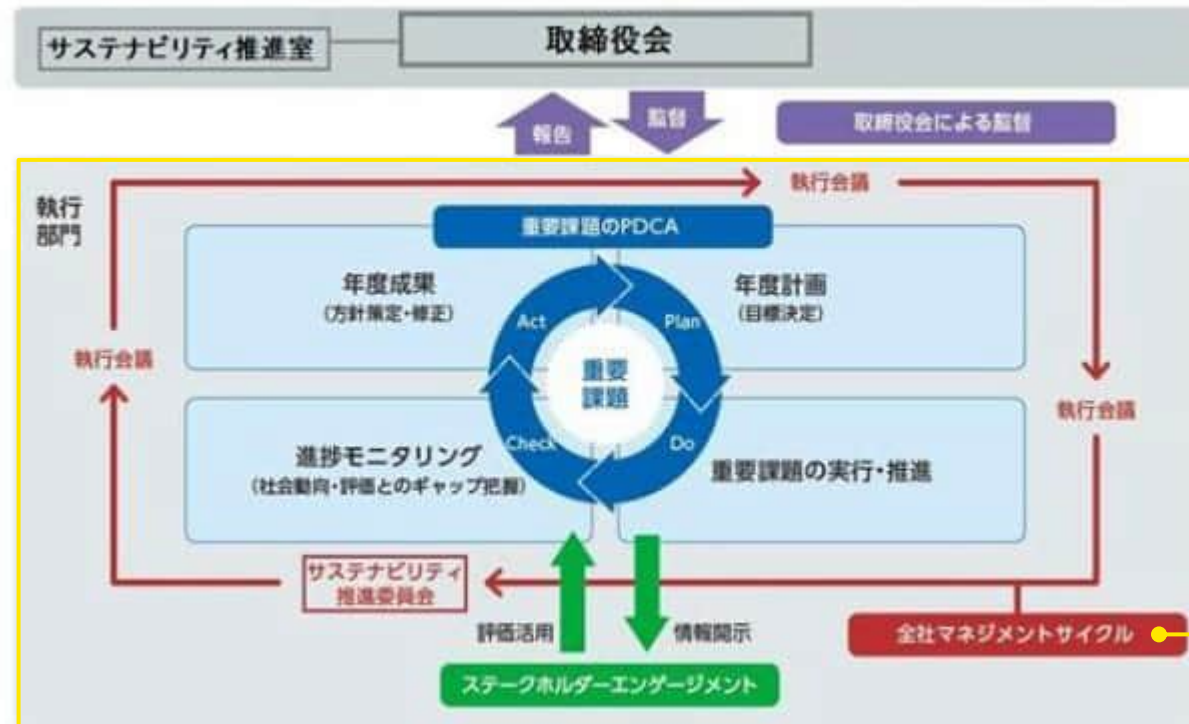 サステナビリティ推進室
取締役会
報告
監督
取締役会による監督
執行
部門
執行会議
重要課題のPDCA
年度成果
(方針策定・修正)
年度計画
(目標決定)
Act
Plan
重要
課題
執行会議
執行会議
Check
Do
進捗モニタリング
(社会動向・評価とのギャップ把握)
重要課題の実行・推進
サステナビリティ
推進委員会
評価活用
情報開示
全社マネジメントサイクル
ステークホルダーエンゲージメント